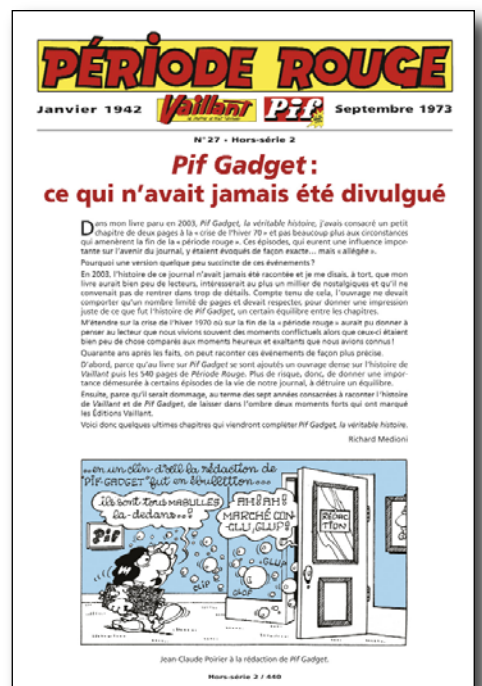 PÉRIODE ROUGE
Janvier 1942 Vaillant Pif Septembre 1973
N°27 - Hors-série 2
Pif Gadget :
ce qui n’avait jamais été divulgué
Dans mon livre paru en 2003, Pif Gadget, la véritable histoire, j’avais consacré un petit
chapitre de deux pages à la « crise de l’hiver 70 » et pas beaucoup plus aux circonstances
qui amenèrent la fin de la « période rouge ». Ces épisodes, qui eurent une influence impor-
tante sur l’avenir du journal, y étaient évoqués de façon exacte... mais « allégée ».
Pourquoi une version quelque peu succincte de ces événements ?
En 2003, l’histoire de ce journal n’avait jamais été racontée et je me disais, à tort, que mon
livre aurait bien peu de lecteurs, intéresserait au plus un millier de nostalgiques et qu’il ne
convenait pas de rentrer dans trop de détails. Compte tenu de cela, l’ouvrage ne devait
comporter qu’un nombre limité de pages et devait respecter, pour donner une impression
juste de ce que fut l’histoire de Pif Gadget, un certain équilibre entre les chapitres.
M’étendre sur la crise de l’hiver 1970 où sur la fin de la « période rouge » aurait pu donner à
penser au lecteur que nous vivions souvent des moments conflictuels alors que ceux-ci étaient
bien peu de chose comparés aux moments heureux et exaltants que nous avions connus !
Quarante ans après les faits, on peut raconter ces événements de façon plus précise.
D’abord, parce qu’au livre sur Pif Gadget se sont ajoutés un ouvrage dense sur l’histoire de
Vaillant puis les 540 pages de Période Rouge. Plus de risque, donc, de donner une impor-
tance démesurée à certains épisodes de la vie de notre journal, à détruire un équilibre.
Ensuite, parce qu’il serait dommage, au terme des sept années consacrées à raconter l’histoire
de Vaillant et de Pif Gadget, de laisser dans l’ombre deux moments forts qui ont marqué
les Éditions Vaillant.
Voici donc quelques ultimes chapitres qui viendront compléter Pif Gadget, la véritable histoire.
Richard Medioni
...en un clin-d'œil la rédaction de
"PIF-GADGET" fut en ébullition...
ils sont tous MABULLES
la-dedans..?
AH! AH!
MARCHÉ CON-
CLU, GLUP!
Pif
RÉDAC
TION
GLUP
GLUP
CLIP
GLOP
Jean-Claude Poirier à la rédaction de Pif Gadget.
Hors-série 2 / 440